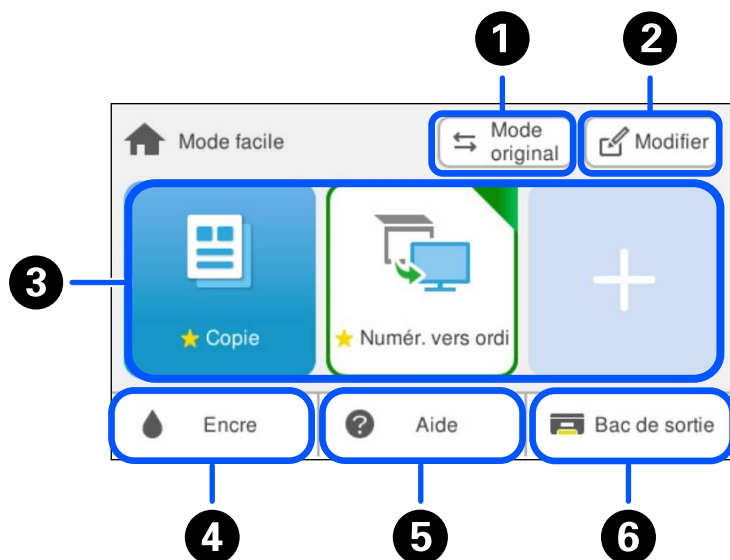 1
2
Mode facile
Mode
original
Modifier
3
Copie
Numér. vers ordi
Encre
Aide
Bac de sortie
4
5
6